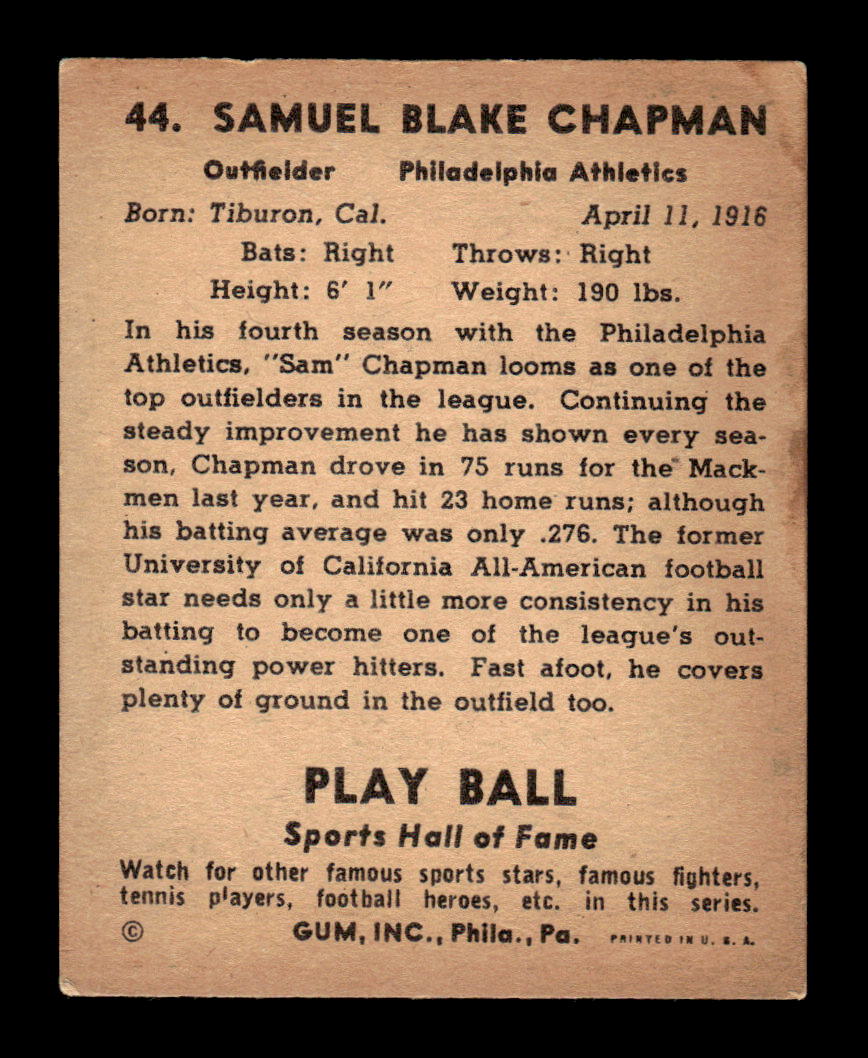 44. SAMUEL BLAKE CHAPMAN
Outfielder Philadelphia Athletics
Born: Tiburon, Cal. April 11, 1916
Bats: Right Throws: Right
Height: 6' 1" Weight: 190 lbs.
In his fourth season with the Philadelphia
Athletics, "Sam" Chapman looms as one of the
top outfielders in the league. Continuing the
steady improvement he has shown every sea-
son, Chapman drove in 75 runs for the Mack-
men last year, and hit 23 home runs; although
his batting average was only .276. The former
University of California All-American football
star needs only a little more consistency in his
batting to become one of the league's out-
standing power hitters. Fast afoot, he covers
plenty of ground in the outfield too.
PLAY BALL
Sports Hall of Fame
Watch for other famous sports stars, famous fighters,
tennis players, football heroes, etc. in this series.
© GUM, INC., Phila., Pa. PRINTED IN U. S. A.